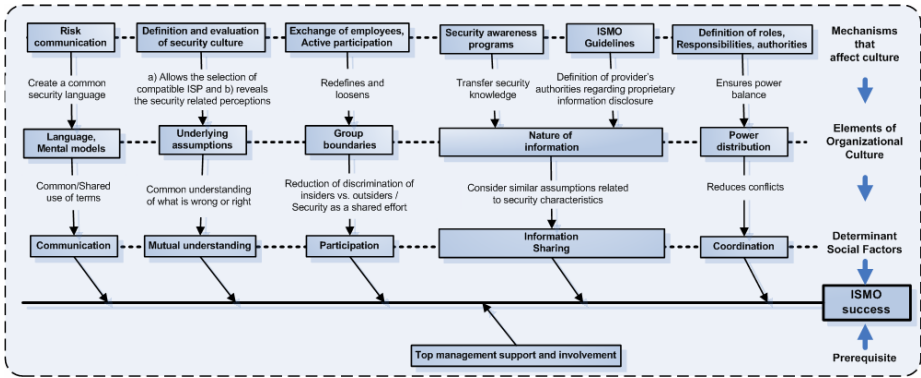 Risk
communication
Definition and evaluation
of security culture
Exchange of employees,
Active participation
Security awareness
programs
ISMO
Guidelines
Definition of roles,
Responsibilities, authorities
Mechanisms
that
affect culture
Create a common
security language
a) Allows the selection of
compatible ISP and b) reveals
the security related perceptions
Redefines and
loosens
Transfer security
knowledge
Definition of provider's
authorities regarding proprietary
information disclosure
Ensures power
balance
Language,
Mental models
Underlying
assumptions
Group
boundaries
Nature of
information
Power
distribution
Elements of
Organizational
Culture
Common/Shared
use of terms
Common understanding
of what is wrong or right
Reduction of discrimination of
insiders vs. outsiders /
Security as a shared effort
Consider similar assumptions related
to security characteristics
Reduces conflicts
Communication
Mutual understanding
Participation
Information
Sharing
Coordination
Determinant
Social Factors
ISMO
success
Top management support and involvement
Prerequisite